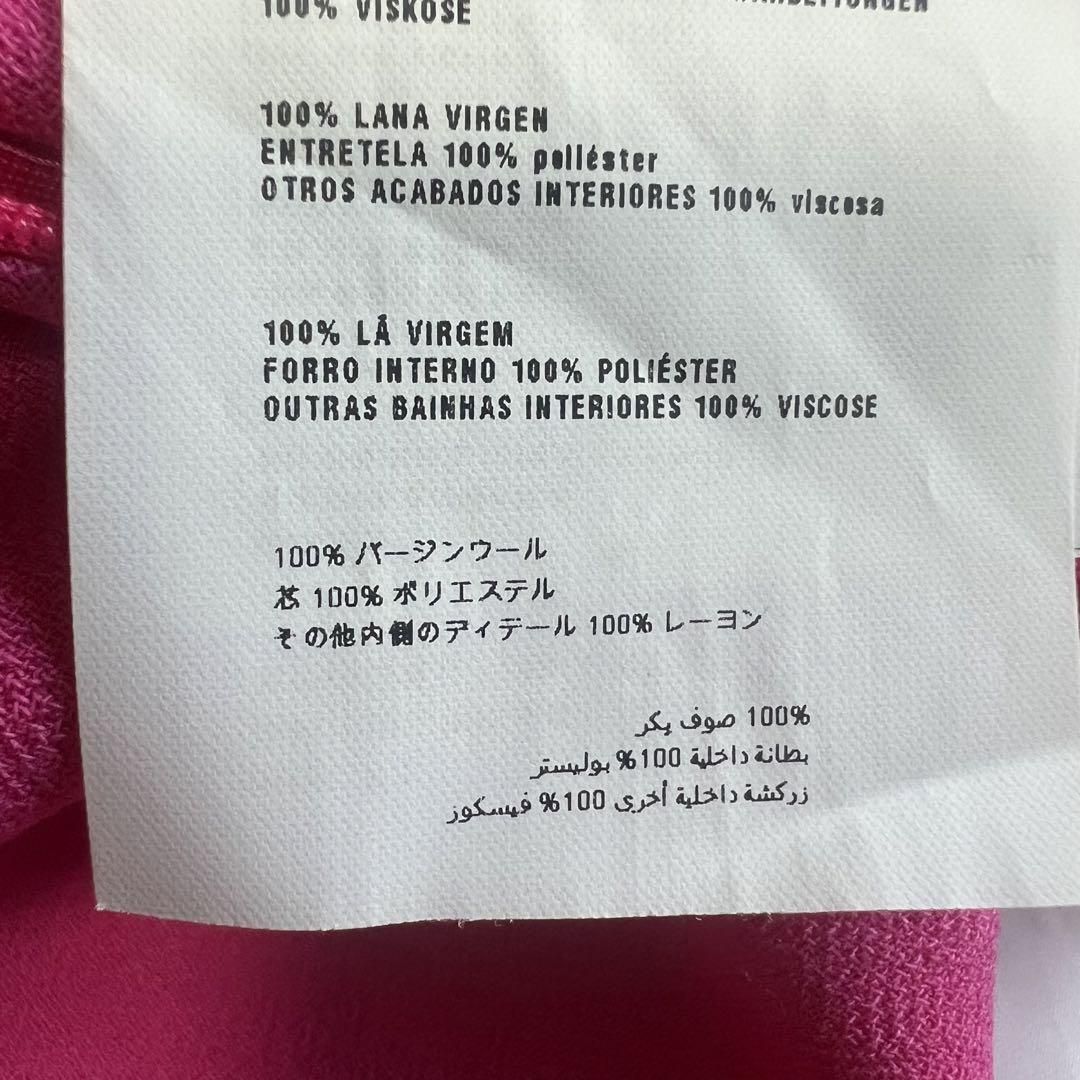 100% VISKOSE
100% LANA VIRGEN
ENTRETELA 100% poliéster
OTROS ACABADOS INTERIORES 100% viscosa
100% LÃ VIRGEM
FORRO INTERNO 100% POLIÉSTER
OUTRAS BAINHAS INTERIORES 100% VISCOSE
100% バージンウール
芯 100% ポリエステル
その他内側のディテール 100% レーヨン
100% صوف بكر
بطانة داخلية 100% بوليستر
زركشة داخلية أخرى 100% فيسكوز